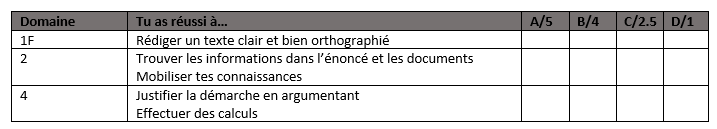 Domaine Tu as réussi à… A/5 B/4 C/2.5 D/1
1F Rédiger un texte clair et bien orthographié
2 Trouver les informations dans l'énoncé et les documents
Mobiliser tes connaissances
4 Justifier la démarche en argumentant
Effectuer des calculs